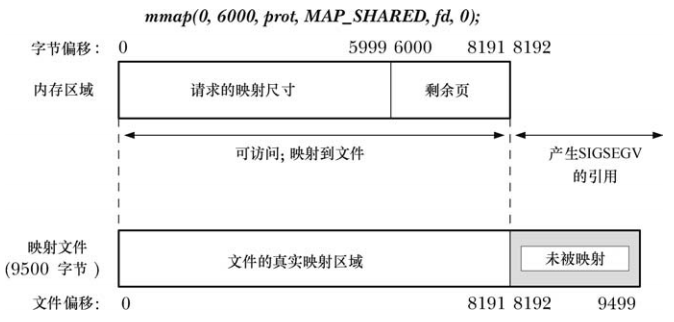 mmap(0, 6000, prot, MAP_SHARED, fd, 0);
字节偏移: 0 5999 6000 8191 8192
内存区域 请求的映射尺寸 剩余页
可访问; 映射到文件 产生SIGSEGV
的引用
映射文件
(9500 字节) 文件的真实映射区域 未被映射
文件偏移: 0 8191 8192 9499